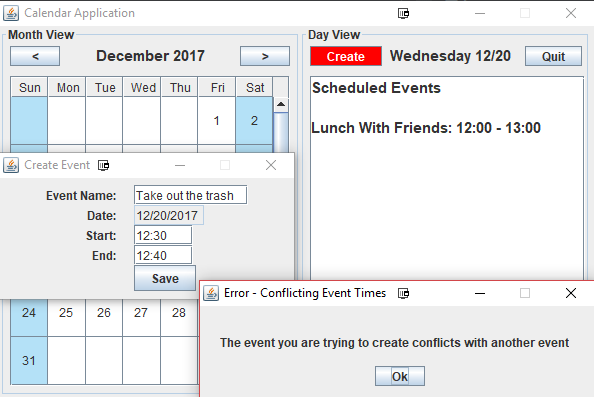 Calendar Application
Month View
< December 2017 >
Sun Mon Tue Wed Thu Fri Sat
1 2
Day View
Create Wednesday 12/20 Quit
Scheduled Events
Lunch With Friends: 12:00 - 13:00
Create Event
Event Name: Take out the trash
Date: 12/20/2017
Start: 12:30
End: 12:40
Save
24 25 26 27 28
31
Error - Conflicting Event Times
The event you are trying to create conflicts with another event
Ok